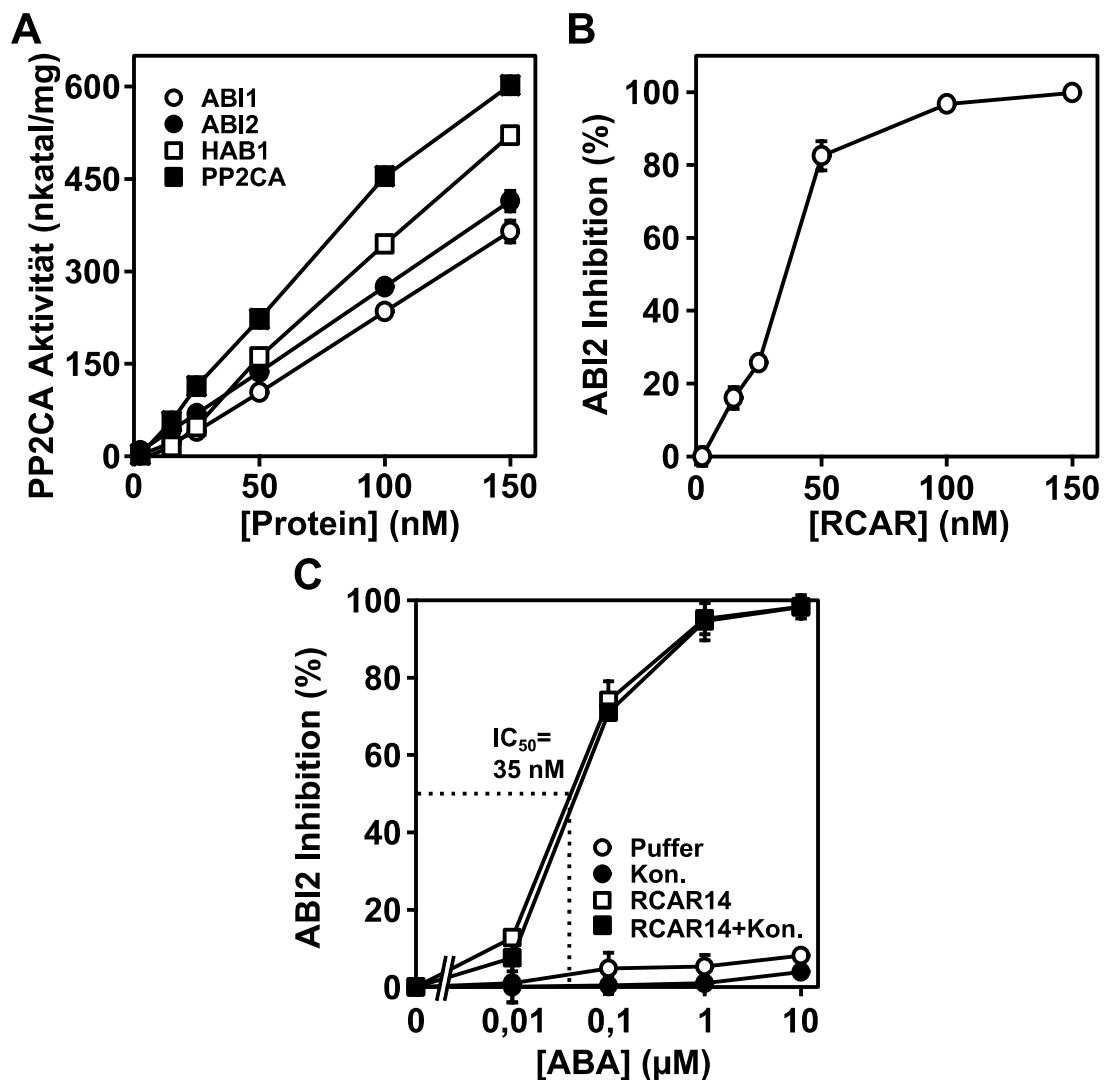 A
PP2CA Aktivität (nkatal/mg)
600
450
300
150
0
ABI1
ABI2
HAB1
PP2CA
0
50
100
150
[Protein] (nM)
B
ABI2 Inhibition (%)
100
80
60
40
20
0
0
50
100
150
[RCAR] (nM)
C
ABI2 Inhibition (%)
100
80
60
40
20
0
IC50=
35 nM
Puffer
Kon.
RCAR14
RCAR14+Kon.
0
0,01
0,1
1
10
[ABA] (µM)